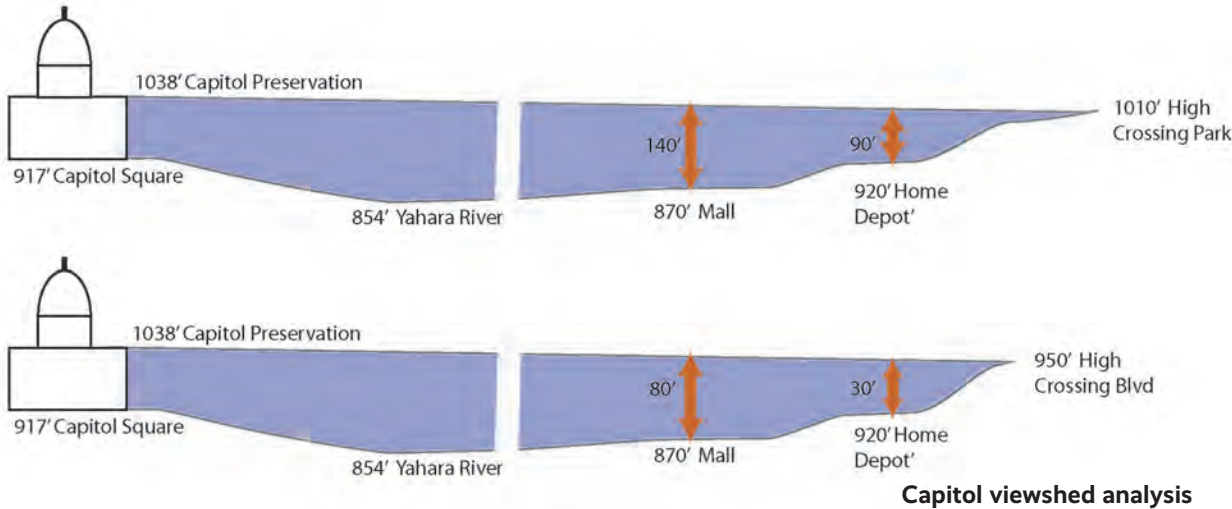 1038' Capitol Preservation
1010' High
Crossing Park
140'
90'
917' Capitol Square
920' Home
Depot'
854' Yahara River
870' Mall
1038' Capitol Preservation
950' High
Crossing Blvd
80'
30'
917' Capitol Square
920' Home
Depot'
854' Yahara River
870' Mall
Capitol viewshed analysis